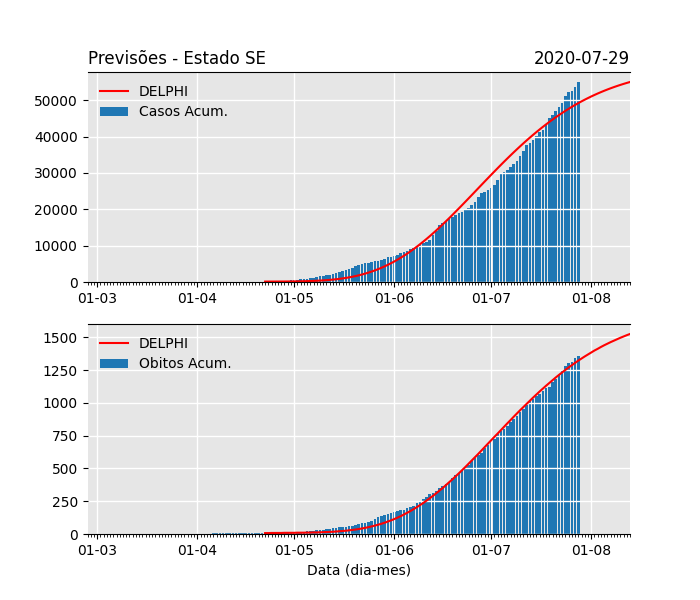 Previsões - Estado SE 2020-07-29
DELPHI
Casos Acum.
50000
40000
30000
20000
10000
0
01-03 01-04 01-05 01-06 01-07 01-08
DELPHI
Obitos Acum.
1500
1250
1000
750
500
250
0
01-03 01-04 01-05 01-06 01-07 01-08
Data (dia-mes)